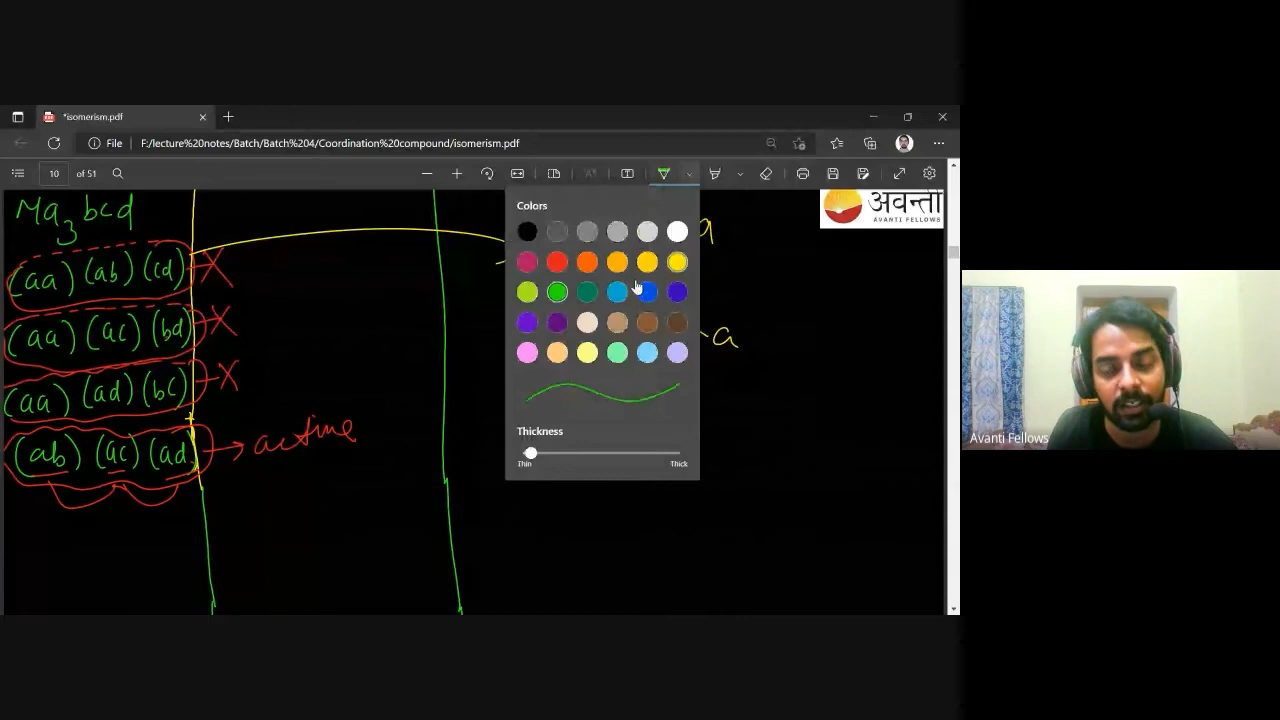 *isomerism.pdf
File F:/lecture%20notes/Batch/Batch%204/Coordination%20compound/isomerism.pdf
10 of 51
Ma3bcd
(aa) (ab) (cd) X
(aa) (ac) (bd) X
(aa) (ad) (bc) X
(ab) (ac) (ad) → active
Colors
Thickness
Thin Thick
a
a
अवन्ती
AVANTI FELLOWS
Avanti Fellows